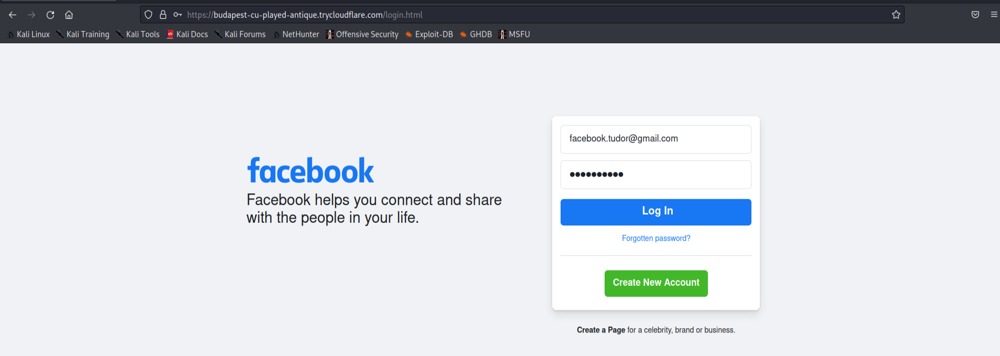 https://budapest-cu-played-antique.trycloudflare.com/login.html
Kali Linux Kali Training Kali Tools Kali Docs Kali Forums NetHunter Offensive Security Exploit-DB GHDB MSFU
facebook
Facebook helps you connect and share
with the people in your life.
facebook.tudor@gmail.com
●●●●●●●●●●
Log In
Forgotten password?
Create New Account
Create a Page for a celebrity, brand or business.